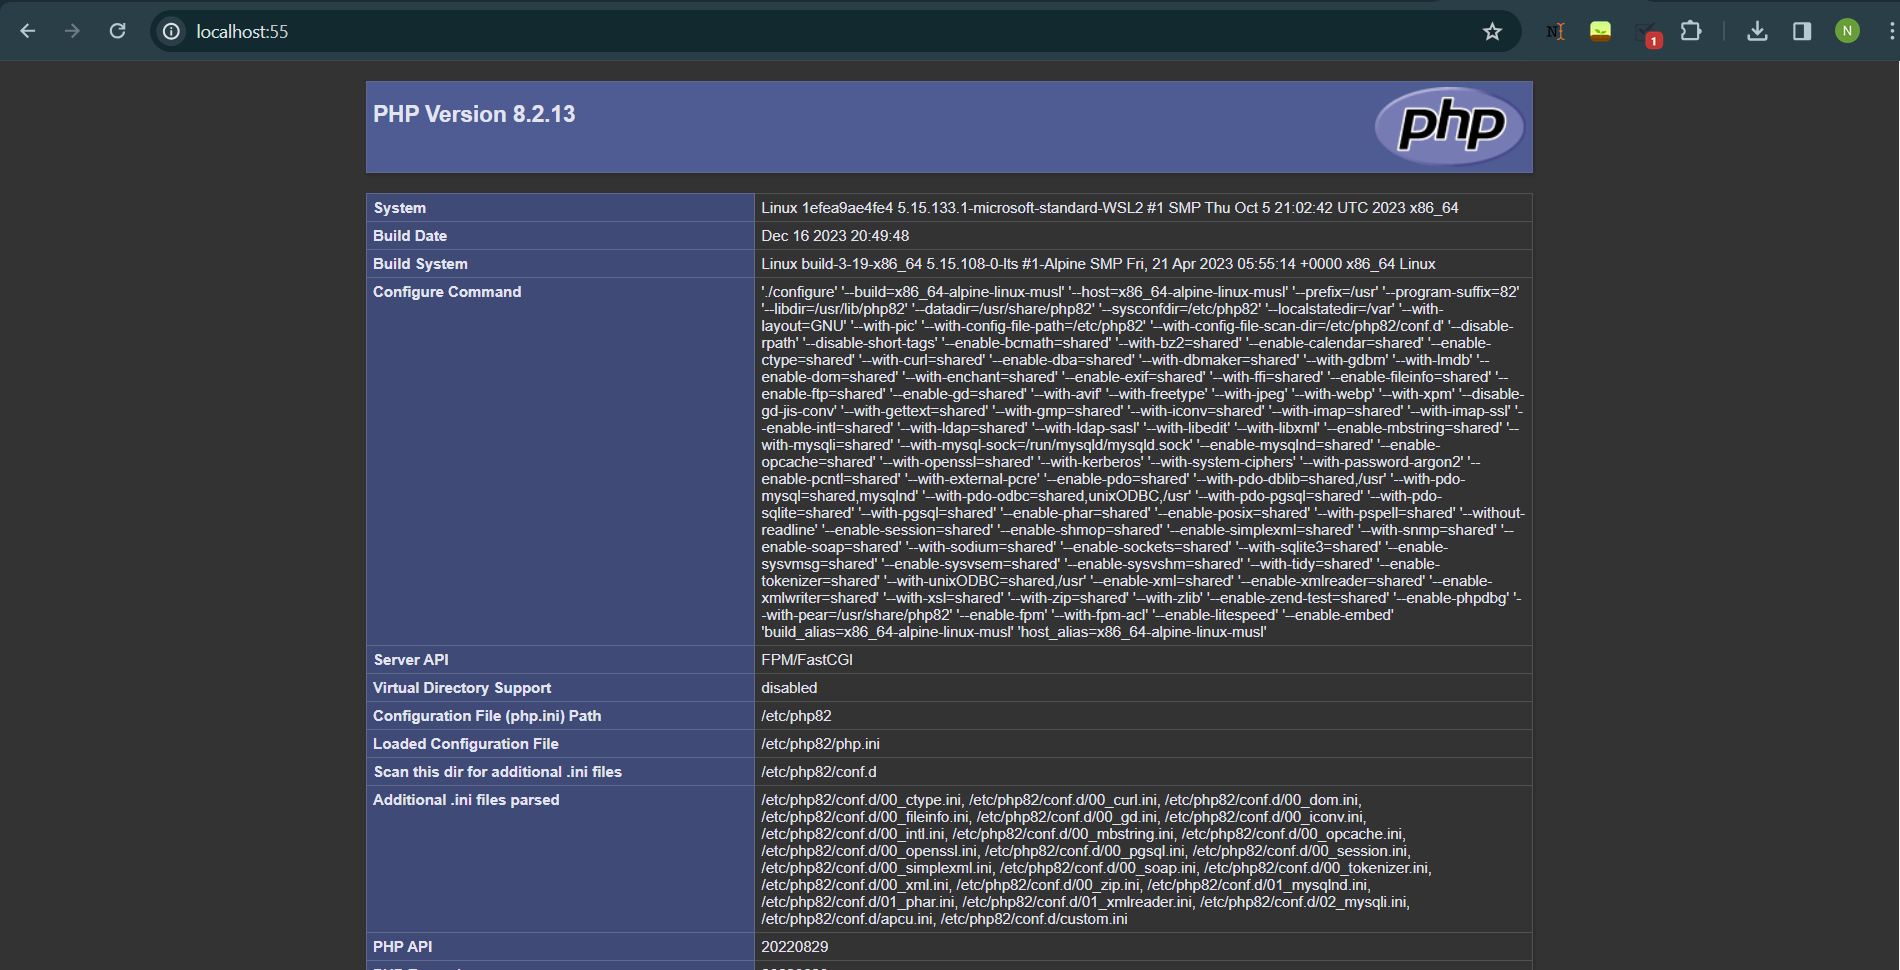 localhost:55
1
N
PHP Version 8.2.13
php
System Linux 1efea9ae4fe4 5.15.133.1-microsoft-standard-WSL2 #1 SMP Thu Oct 5 21:02:42 UTC 2023 x86_64
Build Date Dec 16 2023 20:49:48
Build System Linux build-3-19-x86_64 5.15.108-0-lts #1-Alpine SMP Fri, 21 Apr 2023 05:55:14 +0000 x86_64 Linux
Configure Command './configure' '--build=x86_64-alpine-linux-musl' '--host=x86_64-alpine-linux-musl' '--prefix=/usr' '--program-suffix=82'
'--libdir=/usr/lib/php82' '--datadir=/usr/share/php82' '--sysconfdir=/etc/php82' '--localstatedir=/var' '--with-
layout=GNU' '--with-pic' '--with-config-file-path=/etc/php82' '--with-config-file-scan-dir=/etc/php82/conf.d' '--disable-
rpath' '--disable-short-tags' '--enable-bcmath=shared' '--with-bz2=shared' '--enable-calendar=shared' '--enable-
ctype=shared' '--with-curl=shared' '--enable-dba=shared' '--with-dbmaker=shared' '--with-gdbm' '--with-lmdb' '--
enable-dom=shared' '--with-enchant=shared' '--enable-exif=shared' '--with-ffi=shared' '--enable-fileinfo=shared' '--
enable-ftp=shared' '--enable-gd=shared' '--with-avif' '--with-freetype' '--with-jpeg' '--with-webp' '--with-xpm' '--disable-
gd-jis-conv' '--with-gettext=shared' '--with-gmp=shared' '--with-iconv=shared' '--with-imap=shared' '--with-imap-ssl' '-
-enable-intl=shared' '--with-ldap=shared' '--with-ldap-sasl' '--with-libedit' '--with-libxml' '--enable-mbstring=shared' '--
with-mysqli=shared' '--with-mysql-sock=/run/mysqld/mysqld.sock' '--enable-mysqlnd=shared' '--enable-
opcache=shared' '--with-openssl=shared' '--with-kerberos' '--with-system-ciphers' '--with-password-argon2' '--
enable-pcntl=shared' '--with-external-pcre' '--enable-pdo=shared' '--with-pdo-dblib=shared,/usr' '--with-pdo-
mysql=shared,mysqlnd' '--with-pdo-odbc=shared,unixODBC,/usr' '--with-pdo-pgsql=shared' '--with-pdo-
sqlite=shared' '--with-pgsql=shared' '--enable-phar=shared' '--enable-posix=shared' '--with-pspell=shared' '--without-
readline' '--enable-session=shared' '--enable-shmop=shared' '--enable-simplexml=shared' '--with-snmp=shared' '--
enable-soap=shared' '--with-sodium=shared' '--enable-sockets=shared' '--with-sqlite3=shared' '--enable-
sysvmsg=shared' '--enable-sysvsem=shared' '--enable-sysvshm=shared' '--with-tidy=shared' '--enable-
tokenizer=shared' '--with-unixODBC=shared,/usr' '--enable-xml=shared' '--enable-xmlreader=shared' '--enable-
xmlwriter=shared' '--with-xsl=shared' '--with-zip=shared' '--with-zlib' '--enable-zend-test=shared' '--enable-phpdbg' '-
-with-pear=/usr/share/php82' '--enable-fpm' '--with-fpm-acl' '--enable-litespeed' '--enable-embed'
'build_alias=x86_64-alpine-linux-musl' 'host_alias=x86_64-alpine-linux-musl'
Server API FPM/FastCGI
Virtual Directory Support disabled
Configuration File (php.ini) Path /etc/php82
Loaded Configuration File /etc/php82/php.ini
Scan this dir for additional .ini files /etc/php82/conf.d
Additional .ini files parsed /etc/php82/conf.d/00_ctype.ini, /etc/php82/conf.d/00_curl.ini, /etc/php82/conf.d/00_dom.ini,
/etc/php82/conf.d/00_fileinfo.ini, /etc/php82/conf.d/00_gd.ini, /etc/php82/conf.d/00_iconv.ini,
/etc/php82/conf.d/00_intl.ini, /etc/php82/conf.d/00_mbstring.ini, /etc/php82/conf.d/00_opcache.ini,
/etc/php82/conf.d/00_openssl.ini, /etc/php82/conf.d/00_pgsql.ini, /etc/php82/conf.d/00_session.ini,
/etc/php82/conf.d/00_simplexml.ini, /etc/php82/conf.d/00_soap.ini, /etc/php82/conf.d/00_tokenizer.ini,
/etc/php82/conf.d/00_xml.ini, /etc/php82/conf.d/00_zip.ini, /etc/php82/conf.d/01_mysqlnd.ini,
/etc/php82/conf.d/01_phar.ini, /etc/php82/conf.d/01_xmlreader.ini, /etc/php82/conf.d/02_mysqli.ini,
/etc/php82/conf.d/apcu.ini, /etc/php82/conf.d/custom.ini
PHP API 20220829